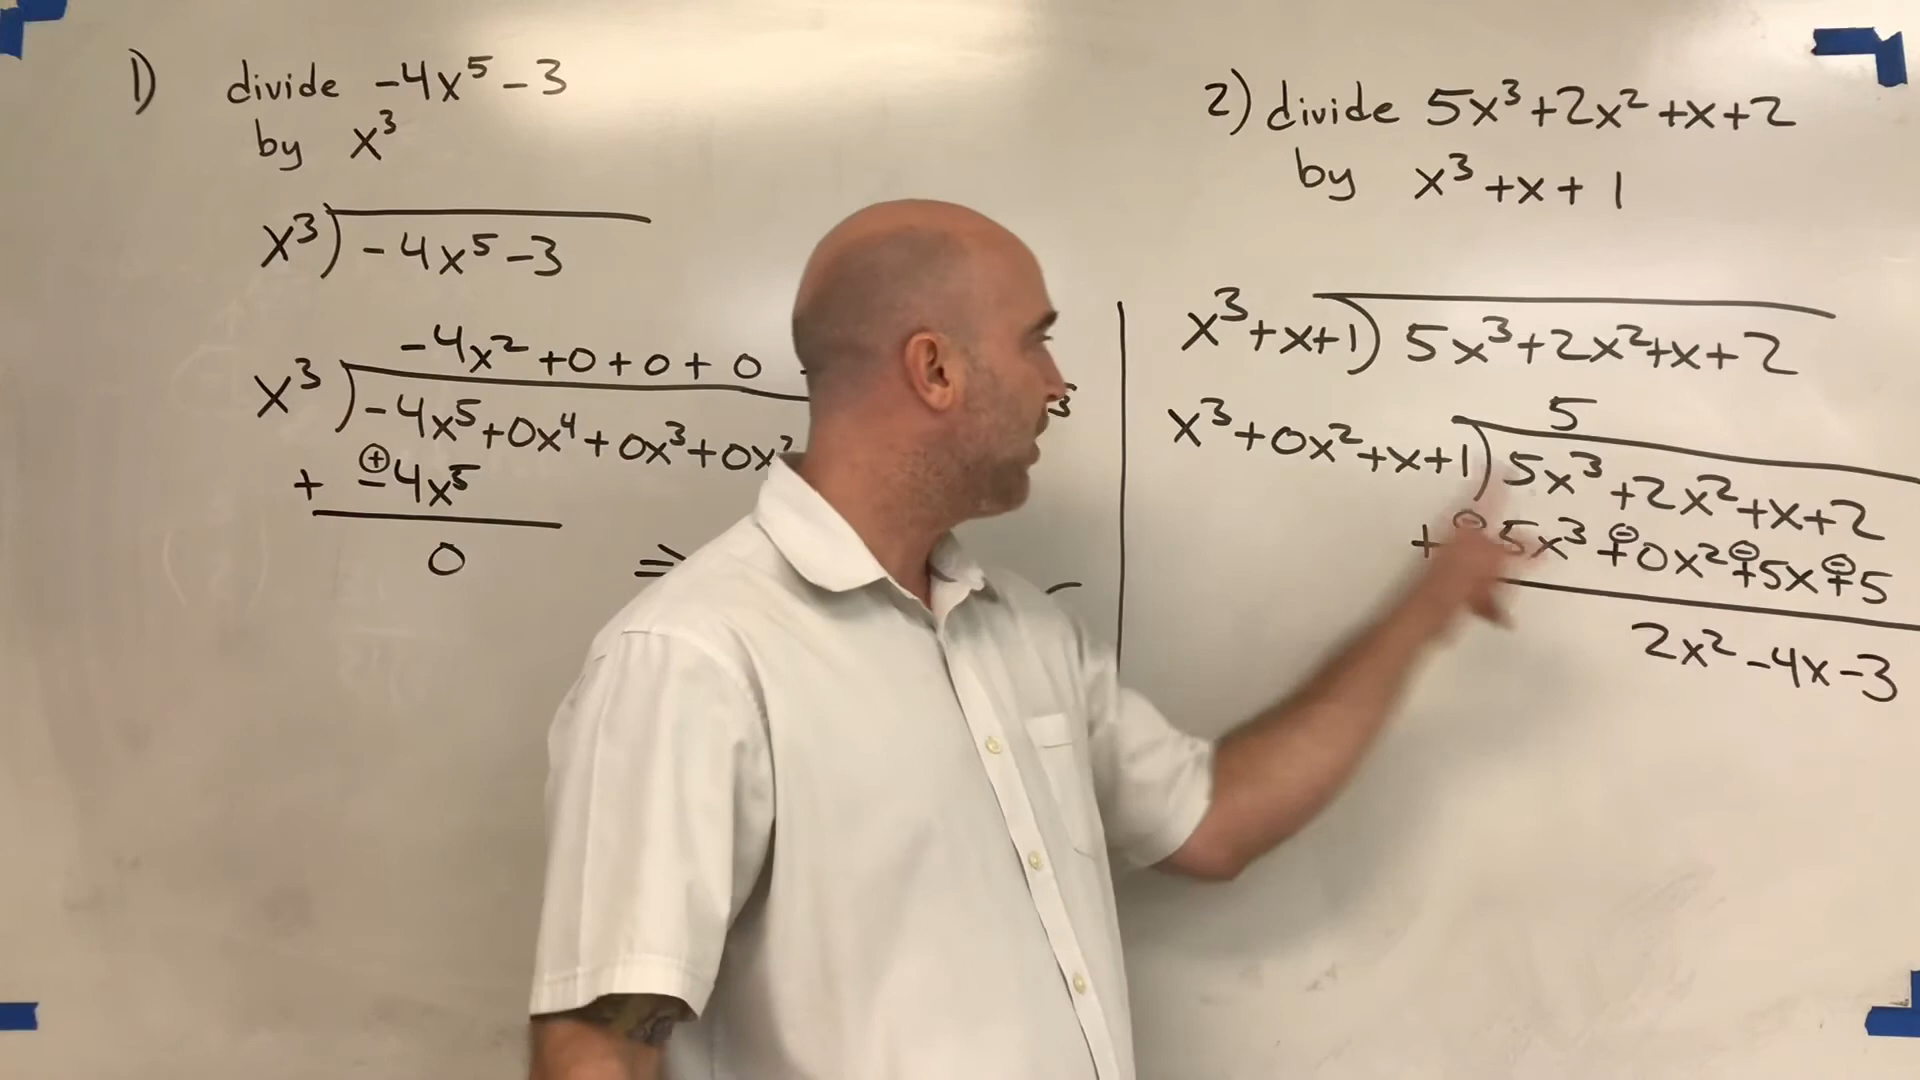 1) divide -4x⁵-3
by x³
x³) -4x⁵-3
-4x²+0+0+0
x³) -4x⁵+0x⁴+0x³+0x²
+ ⊕-4x⁵
0 ⇒
2) divide 5x³+2x²+x+2
by x³+x+1
x³+x+1) 5x³+2x²+x+2
5
x³+0x²+x+1) 5x³+2x²+x+2
+ ⊖5x³ ⊖+0x² ⊖+5x ⊖+5
2x²-4x-3